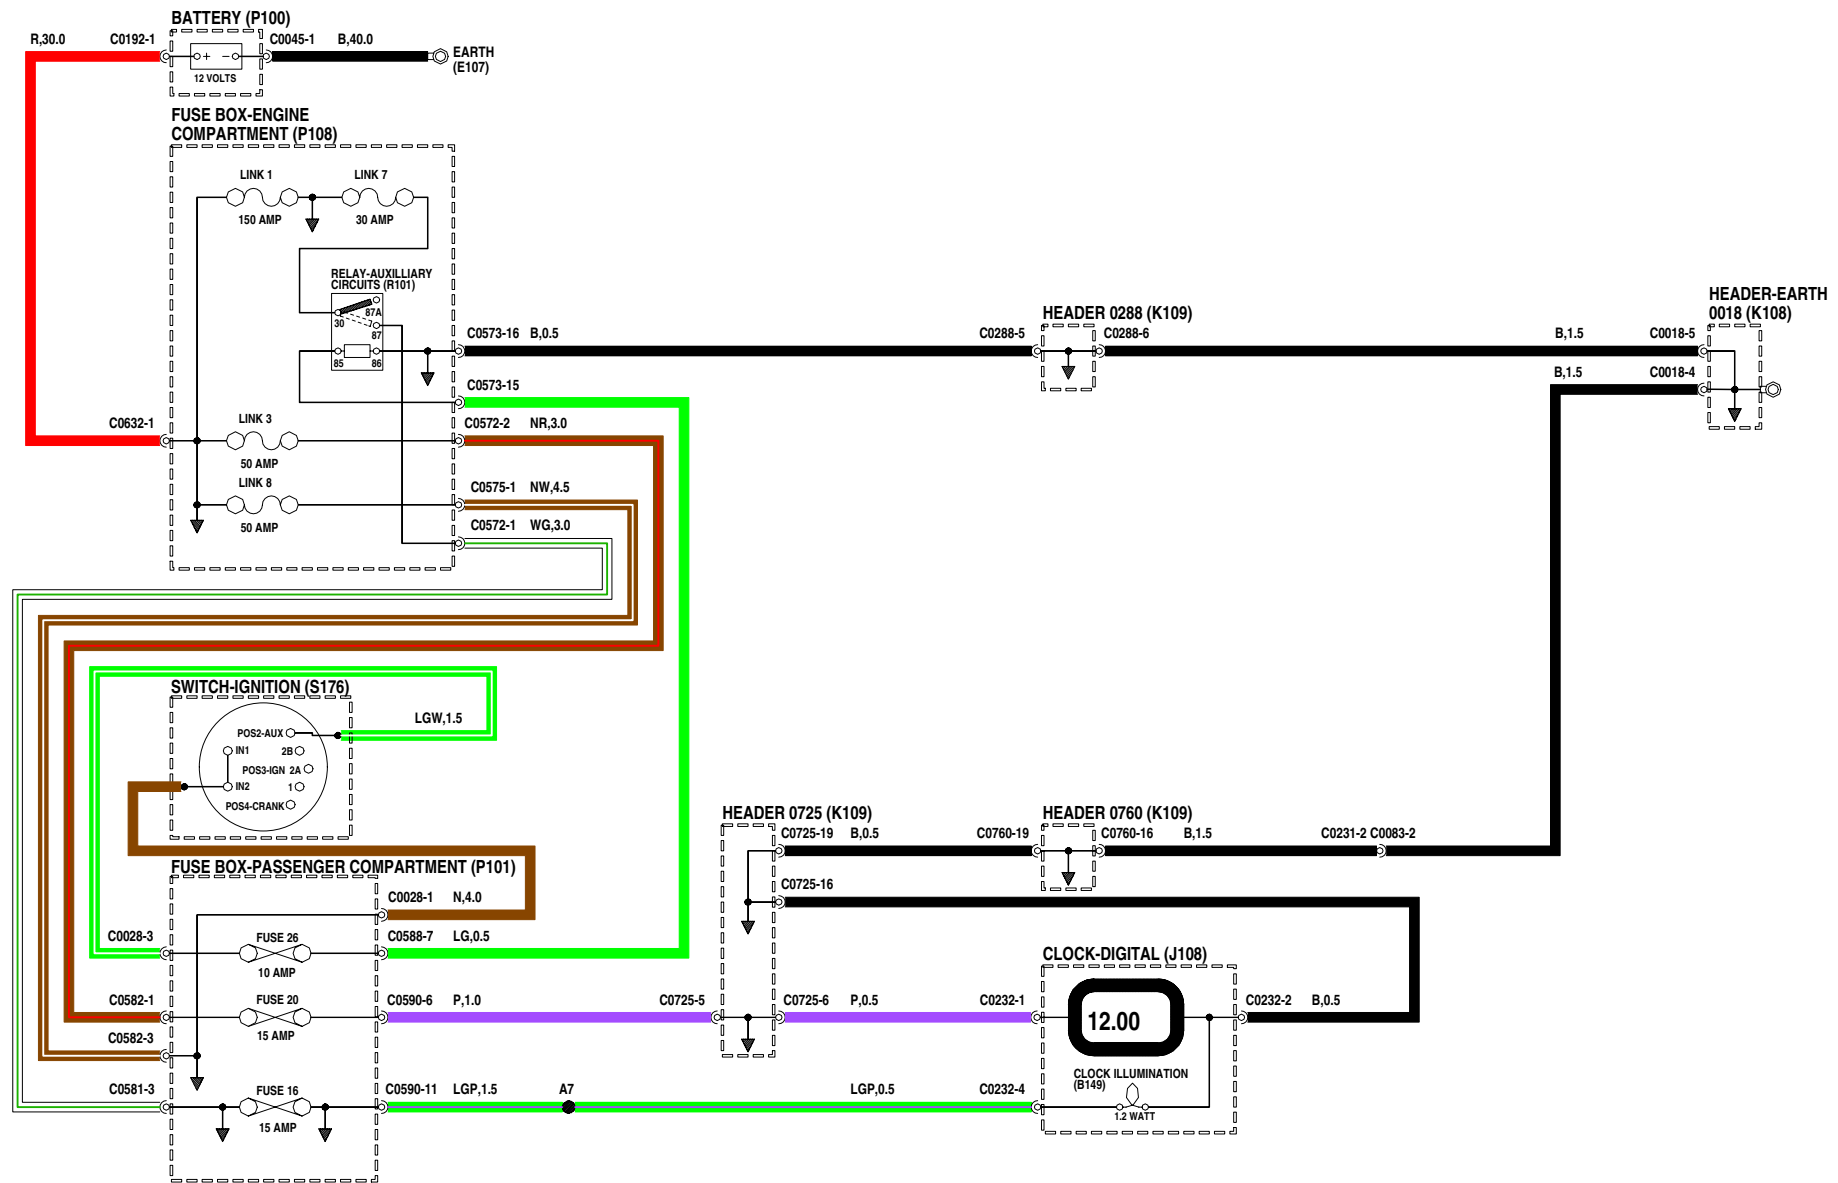 BATTERY (P100)
R,30.0
C0192-1
C0045-1
B,40.0
+ −
12 VOLTS
EARTH
(E107)
FUSE BOX-ENGINE
COMPARTMENT (P108)
LINK 1
LINK 7
150 AMP
30 AMP
RELAY-AUXILLIARY
CIRCUITS (R101)
87A
30
87
85
86
C0573-16
B,0.5
C0288-5
HEADER 0288 (K109)
C0288-6
B,1.5
C0018-5
HEADER-EARTH
0018 (K108)
B,1.5
C0018-4
C0573-15
C0632-1
LINK 3
50 AMP
C0572-2
NR,3.0
LINK 8
50 AMP
C0575-1
NW,4.5
C0572-1
WG,3.0
SWITCH-IGNITION (S176)
LGW,1.5
POS2-AUX
IN1
2B
POS3-IGN
2A
IN2
1
POS4-CRANK
HEADER 0725 (K109)
HEADER 0760 (K109)
C0725-19
B,0.5
C0760-19
C0760-16
B,1.5
C0231-2 C0083-2
C0725-16
FUSE BOX-PASSENGER COMPARTMENT (P101)
C0028-1
N,4.0
C0028-3
FUSE 26
10 AMP
C0588-7
LG,0.5
C0582-1
FUSE 20
15 AMP
C0590-6
P,1.0
C0725-5
C0725-6
P,0.5
C0232-1
CLOCK-DIGITAL (J108)
12.00
C0232-2
B,0.5
C0582-3
C0581-3
FUSE 16
15 AMP
C0590-11
LGP,1.5
A7
LGP,0.5
C0232-4
CLOCK ILLUMINATION
(B149)
1.2 WATT